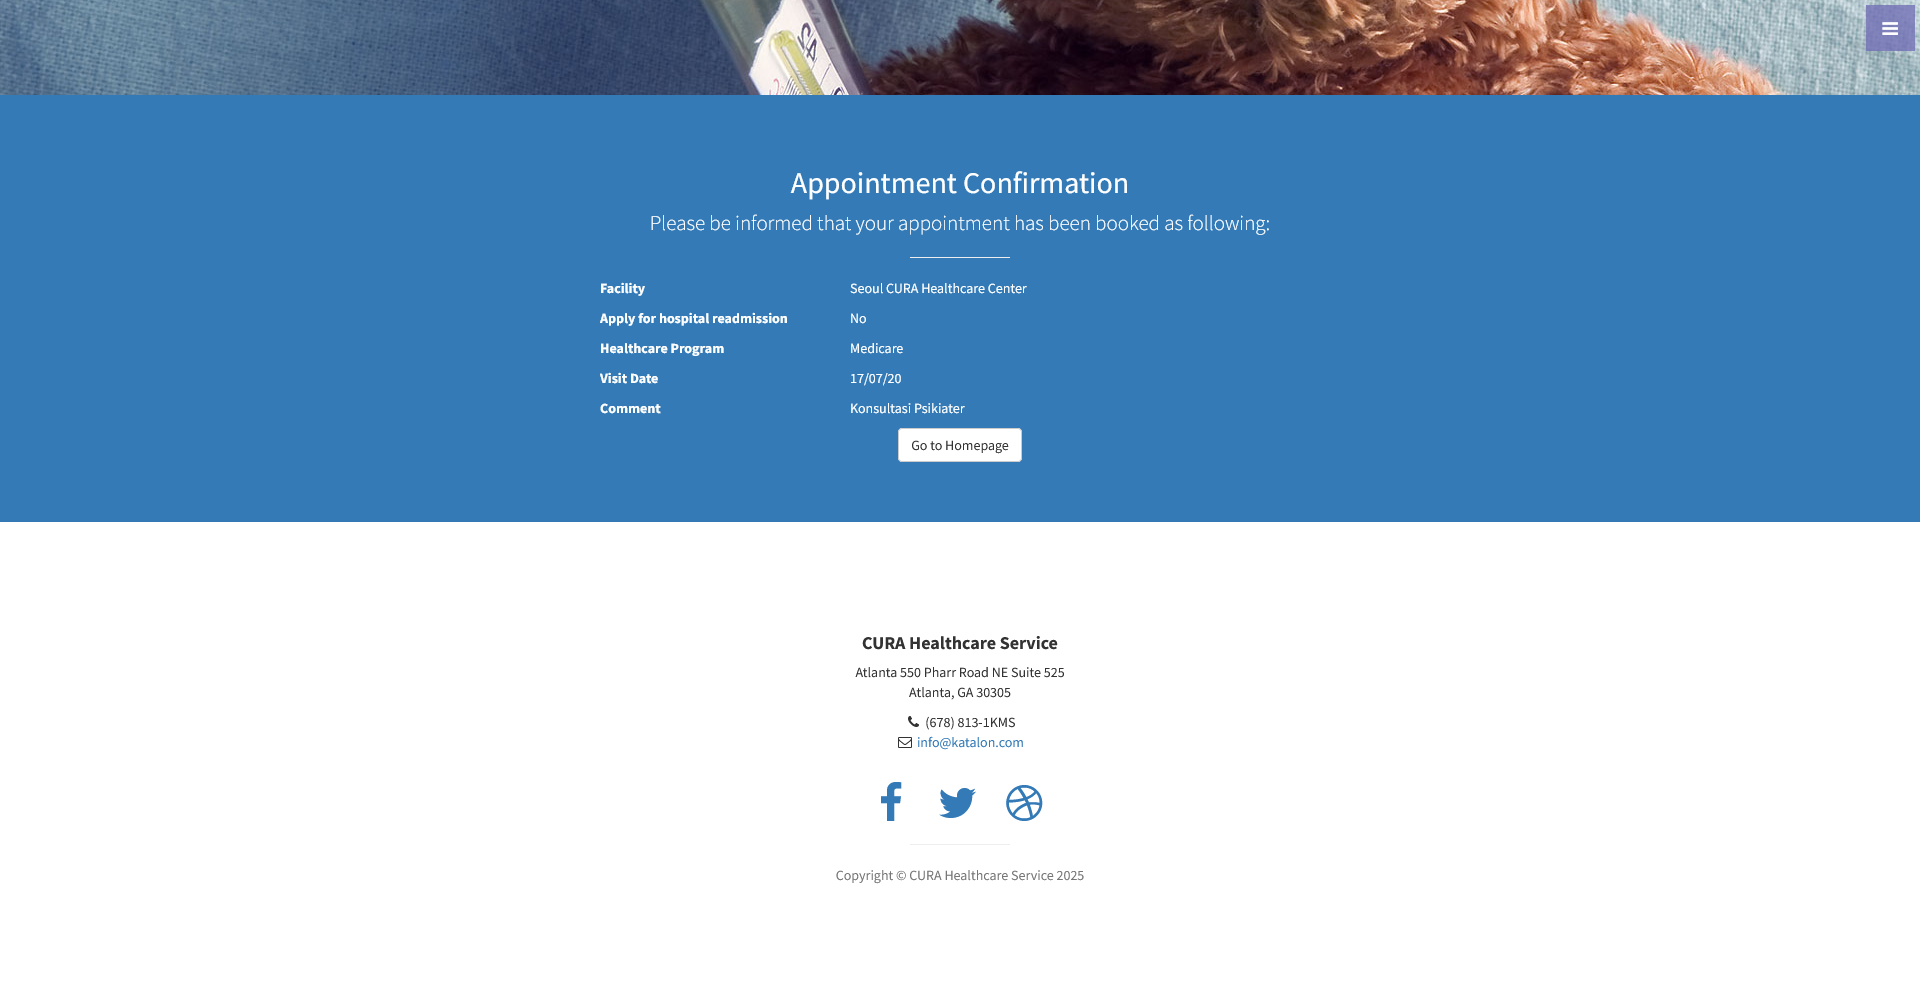 Appointment Confirmation
Please be informed that your appointment has been booked as following:
Facility Seoul CURA Healthcare Center
Apply for hospital readmission No
Healthcare Program Medicare
Visit Date 17/07/20
Comment Konsultasi Psikiater
Go to Homepage
CURA Healthcare Service
Atlanta 550 Pharr Road NE Suite 525
Atlanta, GA 30305
(678) 813-1KMS
info@katalon.com
Copyright © CURA Healthcare Service 2025